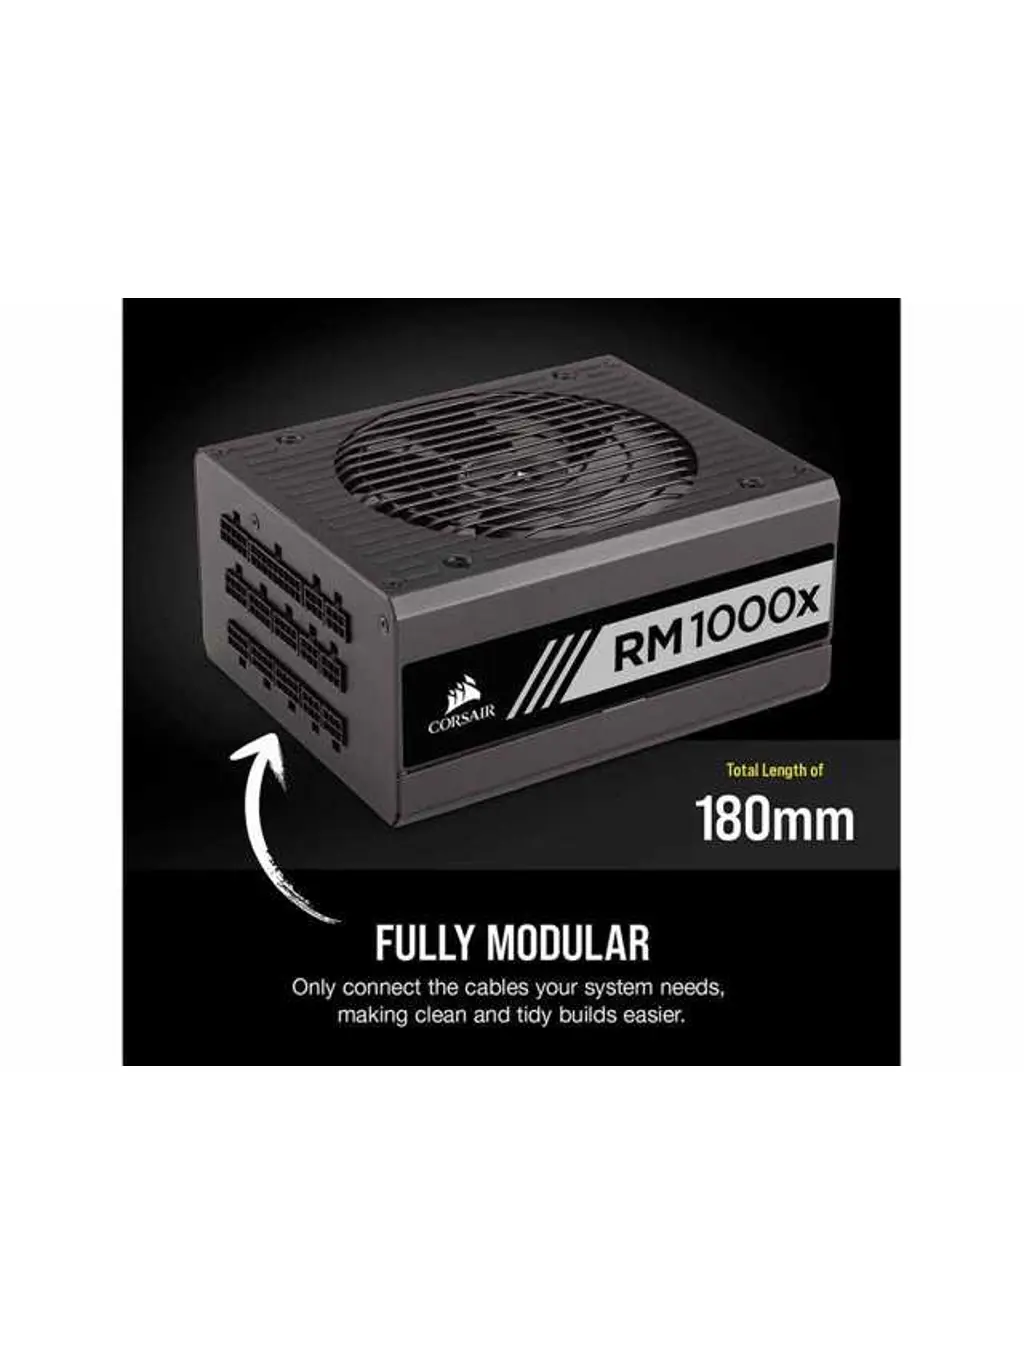 RM1000x
CORSAIR
Total Length of
180mm
FULLY MODULAR
Only connect the cables your system needs,
making clean and tidy builds easier.